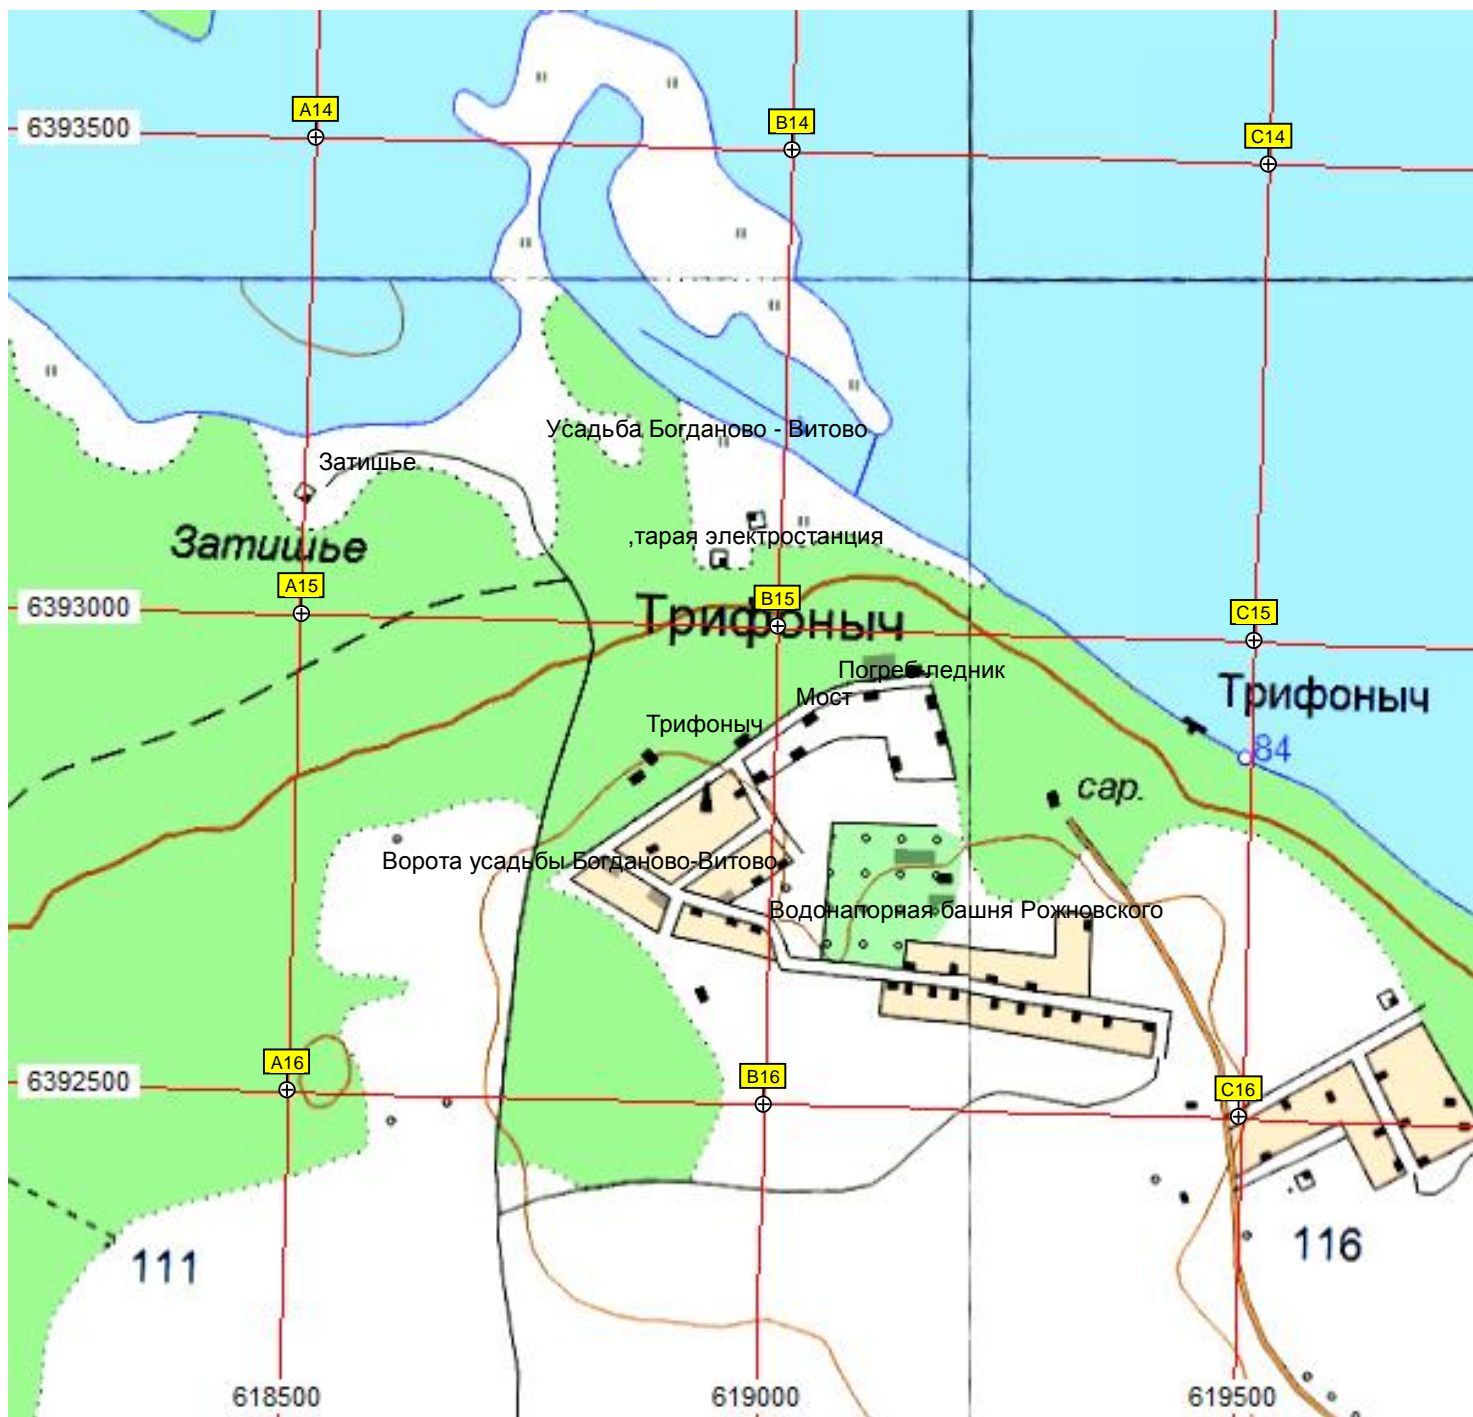 A14
B14
C14
6393500
Усадьба Богданово - Витово
Затишье
,тарая электростанция
Затишье
A15
B15
C15
6393000
Трифоныч
Погреб-ледник
Мост
Трифоныч
Трифоныч
84
сар.
Ворота усадьбы Богданово-Витово
Водонапорная башня Рожновского
A16
B16
C16
6392500
111
116
618500
619000
619500